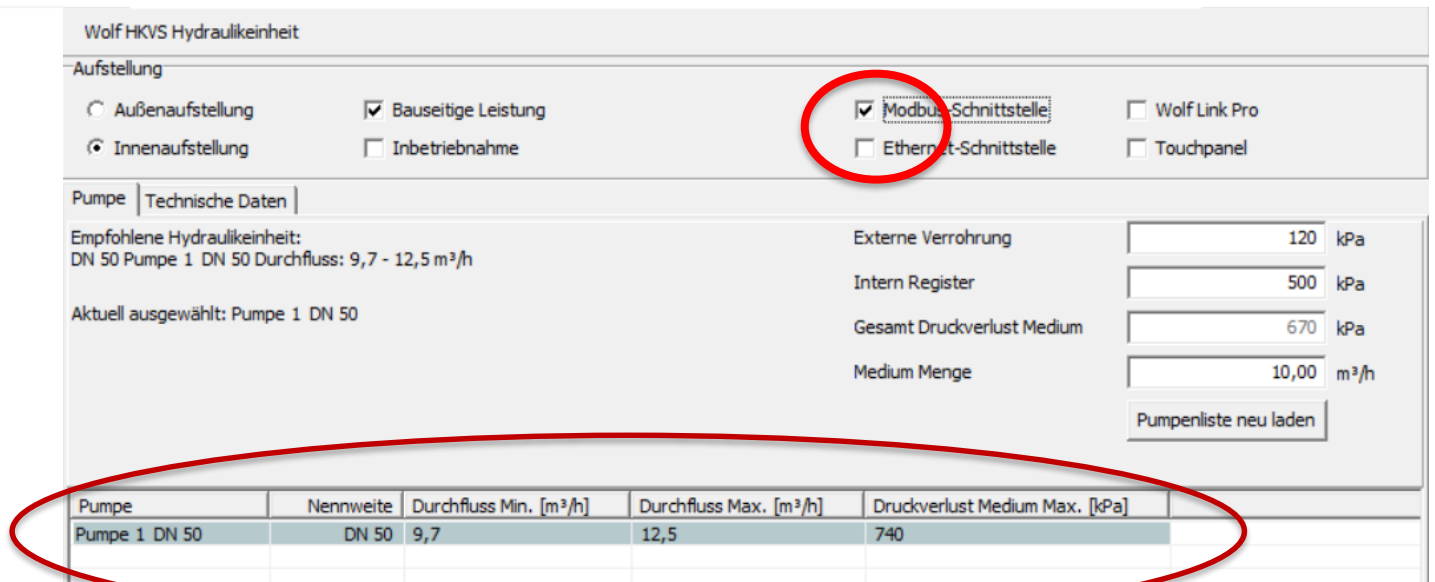 Wolf HKVS Hydraulikeinheit
Aufstellung
Außenaufstellung Bauseitige Leistung Modbus-Schnittstelle Wolf Link Pro
Innenaufstellung Inbetriebnahme Ethernet-Schnittstelle Touchpanel
Pumpe Technische Daten
Empfohlene Hydraulikeinheit: Externe Verrohrung 120 kPa
DN 50 Pumpe 1 DN 50 Durchfluss: 9,7 - 12,5 m³/h
Intern Register 500 kPa
Aktuell ausgewählt: Pumpe 1 DN 50
Gesamt Druckverlust Medium 670 kPa
Medium Menge 10,00 m³/h
Pumpenliste neu laden
Pumpe Nennweite Durchfluss Min. [m³/h] Durchfluss Max. [m³/h] Druckverlust Medium Max. [kPa]
Pumpe 1 DN 50 DN 50 9,7 12,5 740